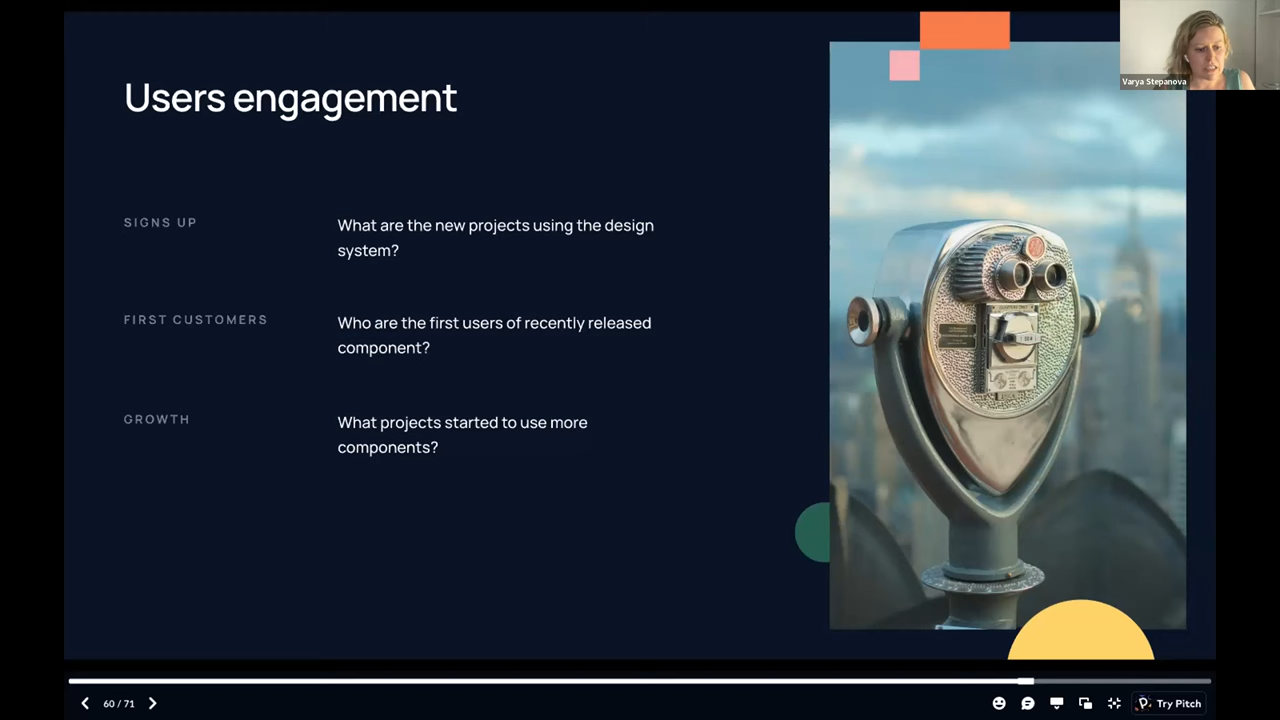 Users engagement
SIGNS UP
What are the new projects using the design
system?
FIRST CUSTOMERS
Who are the first users of recently released
component?
GROWTH
What projects started to use more
components?
Varya Stepanova
60 / 71
Try Pitch